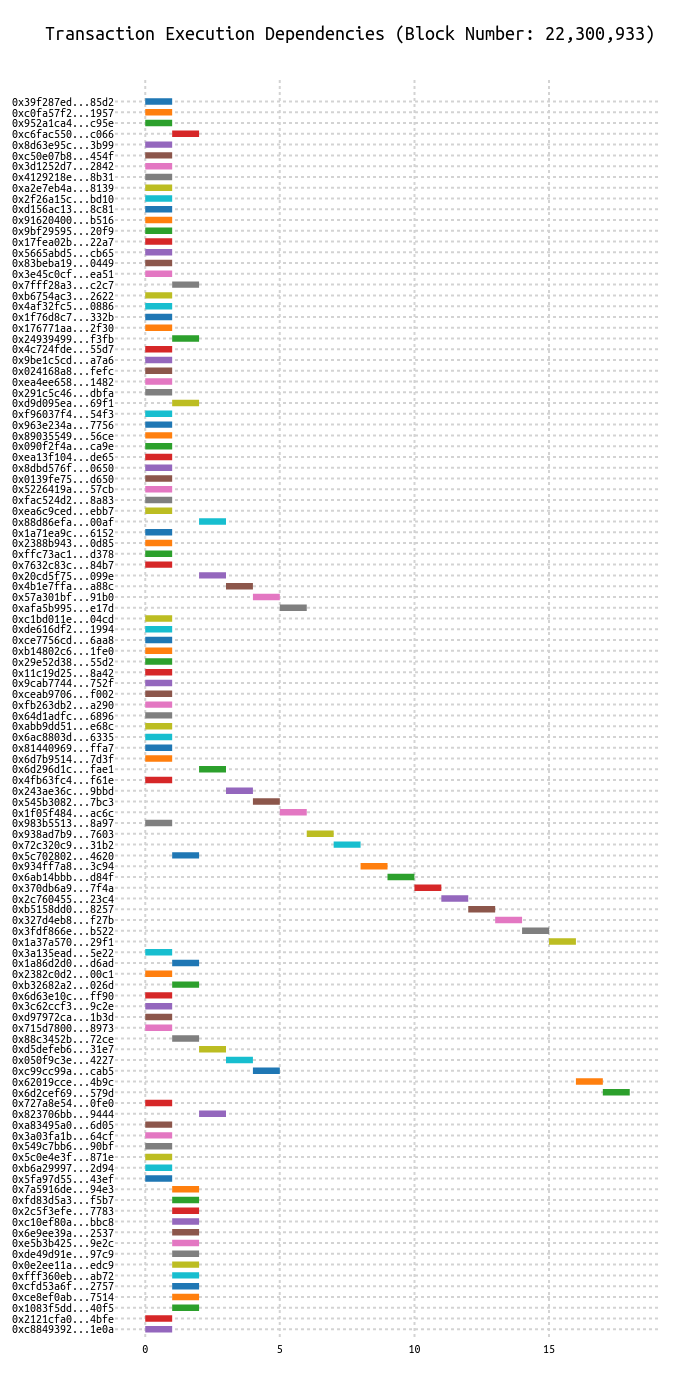 Transaction Execution Dependencies (Block Number: 22,300,933)
0x39f287ed...85d2
0xc0fa57f2...1957
0x952a1ca4...c95e
0xc6fac550...c066
0x8d63e95c...3b99
0xc50e07b8...454f
0x3d1252d7...2842
0x4129218e...8b31
0xa2e7eb4a...8139
0x2f26a15c...bd10
0xd156ac13...8c81
0x91620400...b516
0x9bf29595...20f9
0x17fea02b...22a7
0x5665abd5...cb65
0x83beba19...0449
0x3e45c0cf...ea51
0x7fff28a3...c2c7
0xb6754ac3...2622
0x4af32fc5...0886
0x1f76d8c7...332b
0x176771aa...2f30
0x24939499...f3fb
0x4c724fde...55d7
0x9be1c5cd...a7a6
0x024168a8...fefc
0xea4ee658...1482
0x291c5c46...dbfa
0xd9d095ea...69f1
0xf96037f4...54f3
0x963e234a...7756
0x89035549...56ce
0x090f2f4a...ca9e
0xea13f104...de65
0x8dbd576f...0650
0x0139fe75...d650
0x5226419a...57cb
0xfac524d2...8a83
0xea6c9ced...ebb7
0x88d86efa...00af
0x1a71ea9c...6152
0x2388b943...0d85
0xffc73ac1...d378
0x7632c83c...84b7
0x20cd5f75...099e
0x4b1e7ffa...a88c
0x57a301bf...91b0
0xafa5b995...e17d
0xc1bd011e...04cd
0xde616df2...1994
0xce7756cd...6aa8
0xb14802c6...1fe0
0x29e52d38...55d2
0x11c19d25...8a42
0x9cab7744...752f
0xceab9706...f002
0xfb263db2...a290
0x64d1adfc...6896
0xabb9dd51...e68c
0x6ac8803d...6335
0x81440969...ffa7
0x6d7b9514...7d3f
0x6d296d1c...fae1
0x4fb63fc4...f61e
0x243ae36c...9bbd
0x545b3082...7bc3
0x1f05f484...ac6c
0x983b5513...8a97
0x938ad7b9...7603
0x72c320c9...31b2
0x5c702802...4620
0x934ff7a8...3c94
0x6ab14bbb...d84f
0x370db6a9...7f4a
0x2c760455...23c4
0xb5158dd0...8257
0x327d4eb8...f27b
0x3fdf866e...b522
0x1a37a570...29f1
0x3a135ead...5e22
0x1a86d2d0...d6ad
0x2382c0d2...00c1
0xb32682a2...026d
0x6d63e10c...ff90
0x3c62ccf3...9c2e
0xd97972ca...1b3d
0x715d7800...8973
0x88c3452b...72ce
0xd5defeb6...31e7
0x050f9c3e...4227
0xc99cc99a...cab5
0x62019cce...4b9c
0x6d2cef69...579d
0x727a8e54...0fe0
0x823706bb...9444
0xa83495a0...6d05
0x3a03fa1b...64cf
0x549c7bb6...90bf
0x5c0e4e3f...871e
0xb6a29997...2d94
0x5fa97d55...43ef
0x7a5916de...94e3
0xfd83d5a3...f5b7
0x2c5f3efe...7783
0xc10ef80a...bbc8
0x6e9ee39a...2537
0xe5b3b425...9e2c
0xde49d91e...97c9
0x0e2ee11a...edc9
0xfff360eb...ab72
0xcfd53a6f...2757
0xce8ef0ab...7514
0x1083f5dd...40f5
0x2121cfa0...4bfe
0xc8849392...1e0a
0 5 10 15